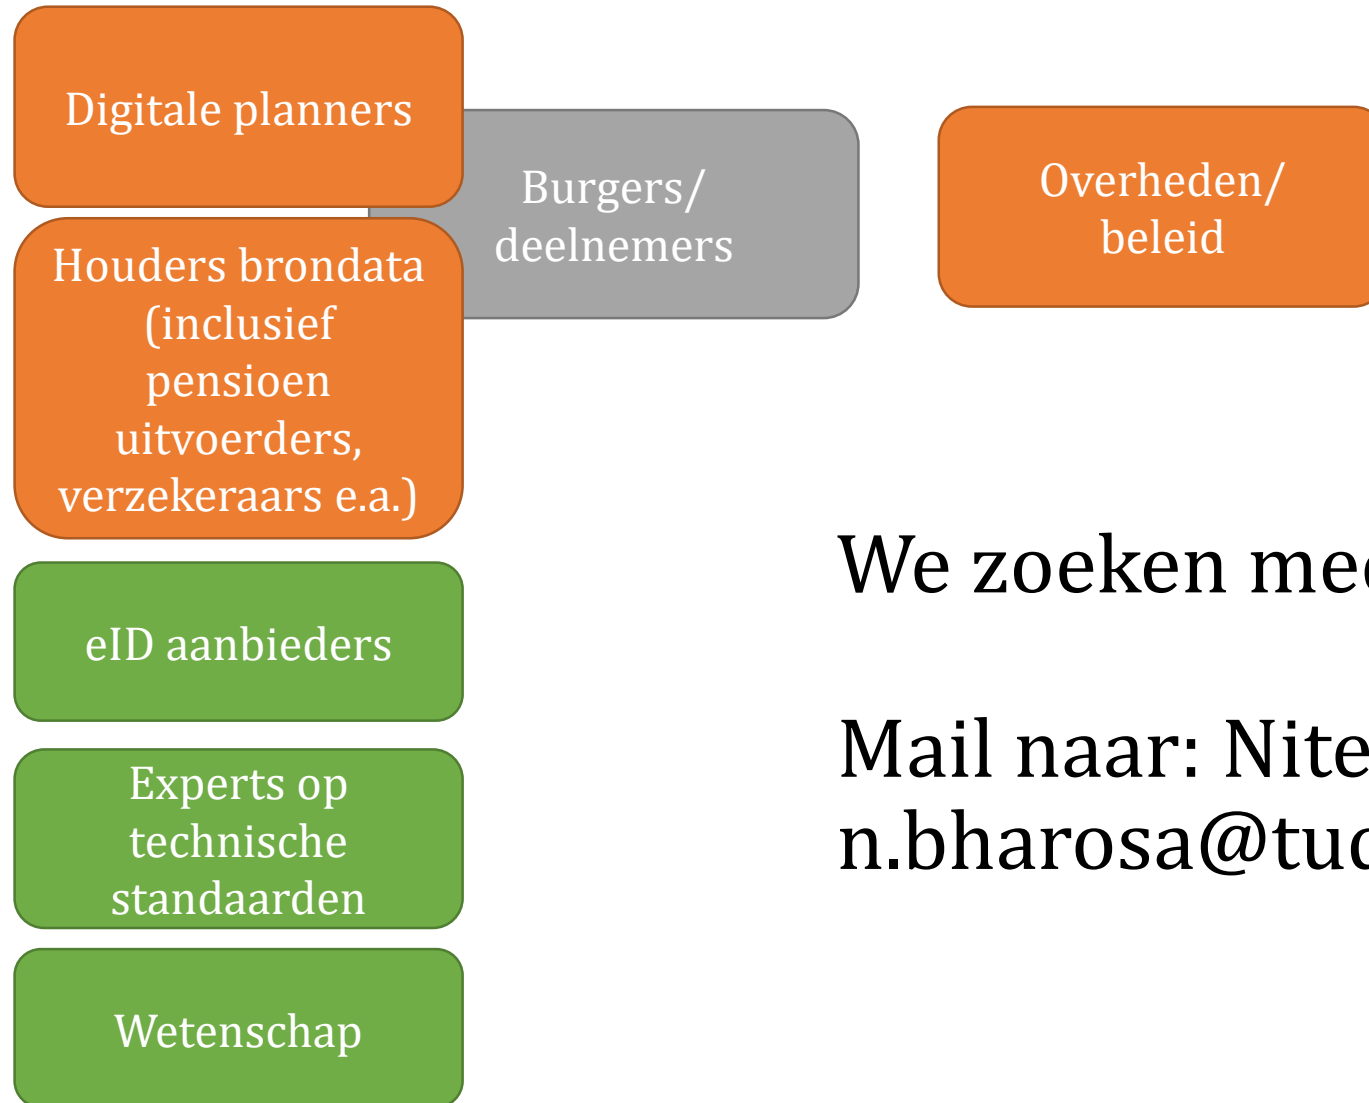 Digitale planners
Burgers/
deelnemers
Overheden/
beleid
Houders brondata
(inclusief
pensioen
uitvoerders,
verzekeraars e.a.)
eID aanbieders
Experts op
technische
standaarden
Wetenschap
We zoeken
Mail naar: